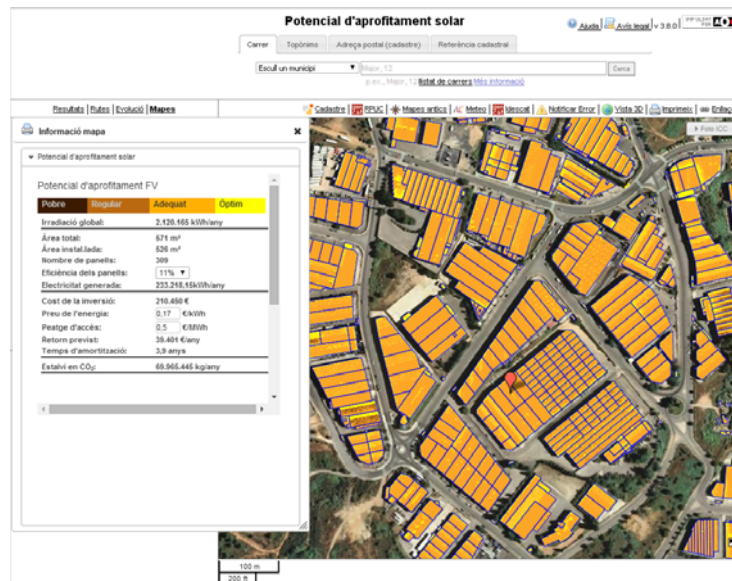 Potencial d'aprofitament solar
Ajuda | Avís legal | v 3.8.0 |
Carrer Topònims Adreça postal (cadastre) Referència cadastral
Escull un municipi Major, 12 Cerca
p.ex., Major, 12 llistat de carrers Més informació
Resultats | Rutes | Evolució | Mapes
Cadastre | RPUC | Mapes antics | Meteo | Idescat | Notificar Error | Vista 3D | Imprimeix | Enllaç
Informació mapa
Foto ICC
Potencial d'aprofitament solar
Potencial d'aprofitament FV
Pobre Regular Adequat Òptim
Irradiació global: 2.120.165 kWh/any
Àrea total: 571 m²
Àrea instal.lada: 526 m²
Nombre de panells: 309
Eficiència dels panells: 11%
Electricitat generada: 233.218,15kWh/any
Cost de la inversió: 210.450 €
Preu de l'energia: 0,17 €/kWh
Peatge d'accés: 0,5 €/MWh
Retorn previst: 39.401 €/any
Temps d'amortització: 3,9 anys
Estalvi en CO₂: 69.965.445 kg/any
100 m
200 ft